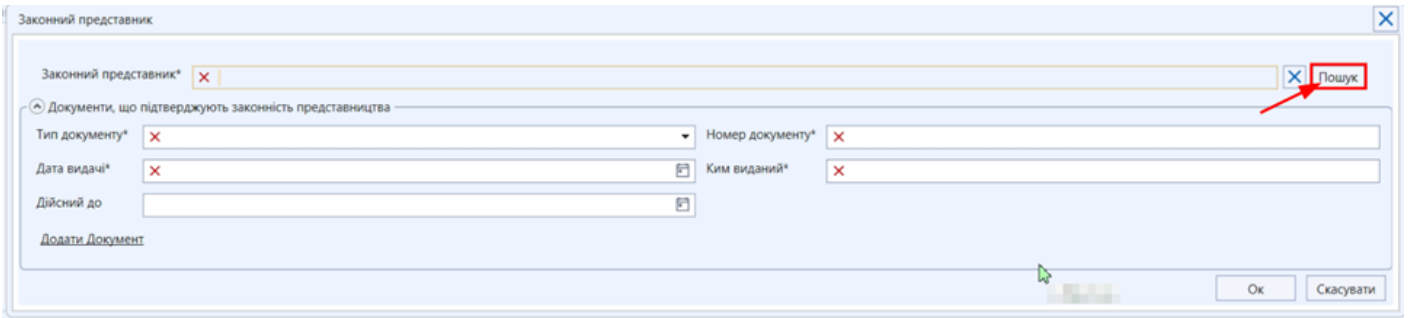 Законний представник
Законний представник* Пошук
Документи, що підтверджують законність представництва
Тип документу* Номер документу*
Дата видачі* Ким виданий*
Дійсний до
Додати Документ
Ок Скасувати